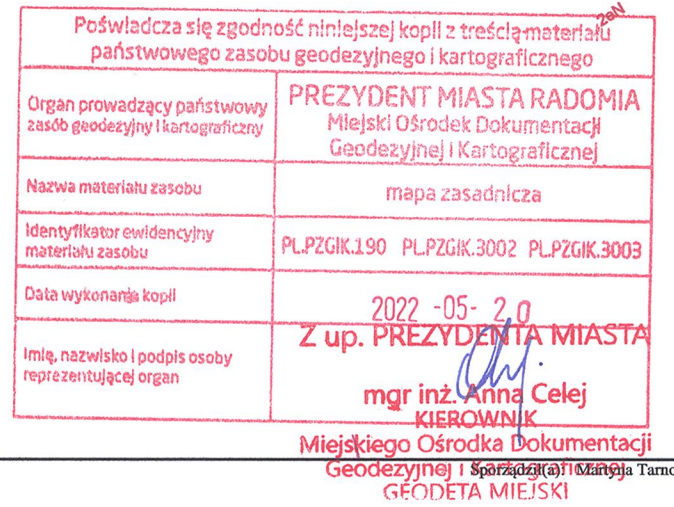 Poświadcza się zgodność niniejszej kopii z treścią materiału
państwowego zasobu geodezyjnego i kartograficznego
Organ prowadzący państwowy
zasób geodezyjny i kartograficzny
PREZYDENT MIASTA RADOMIA
Miejski Ośrodek Dokumentacji
Geodezyjnej i Kartograficznej
Nazwa materiału zasobu
mapa zasadnicza
Identyfikator ewidencyjny
materiału zasobu
PL.PZGIK.190 PL.PZGIK.3002 PL.PZGIK.3003
Data wykonania kopii
2022 -05- 20
Imię, nazwisko i podpis osoby
reprezentującej organ
Z up. PREZYDENTA MIASTA
mgr inż. Anna Celej
KIEROWNIK
Miejskiego Ośrodka Dokumentacji
Geodezyjnej i Kartograficznej
GEODETA MIEJSKI
Sporządził(a): Martyna Tarno